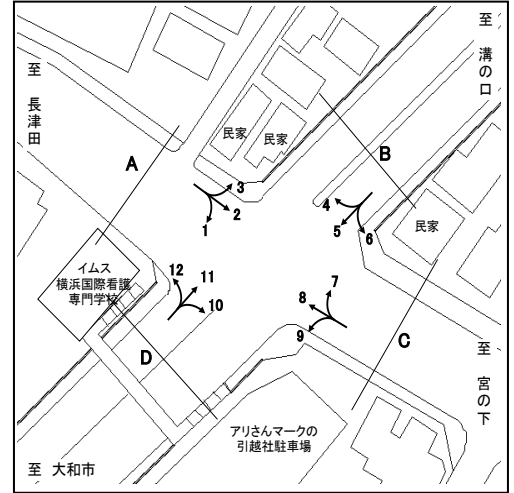 至 長津田
至 溝の口
民家
民家
A
B
3
2
1
4
5
6
民家
イムス
横浜国際看護
専門学校
12
11
10
7
8
9
D
C
至 宮の下
アリさんマークの
引越社駐車場
至 大和市